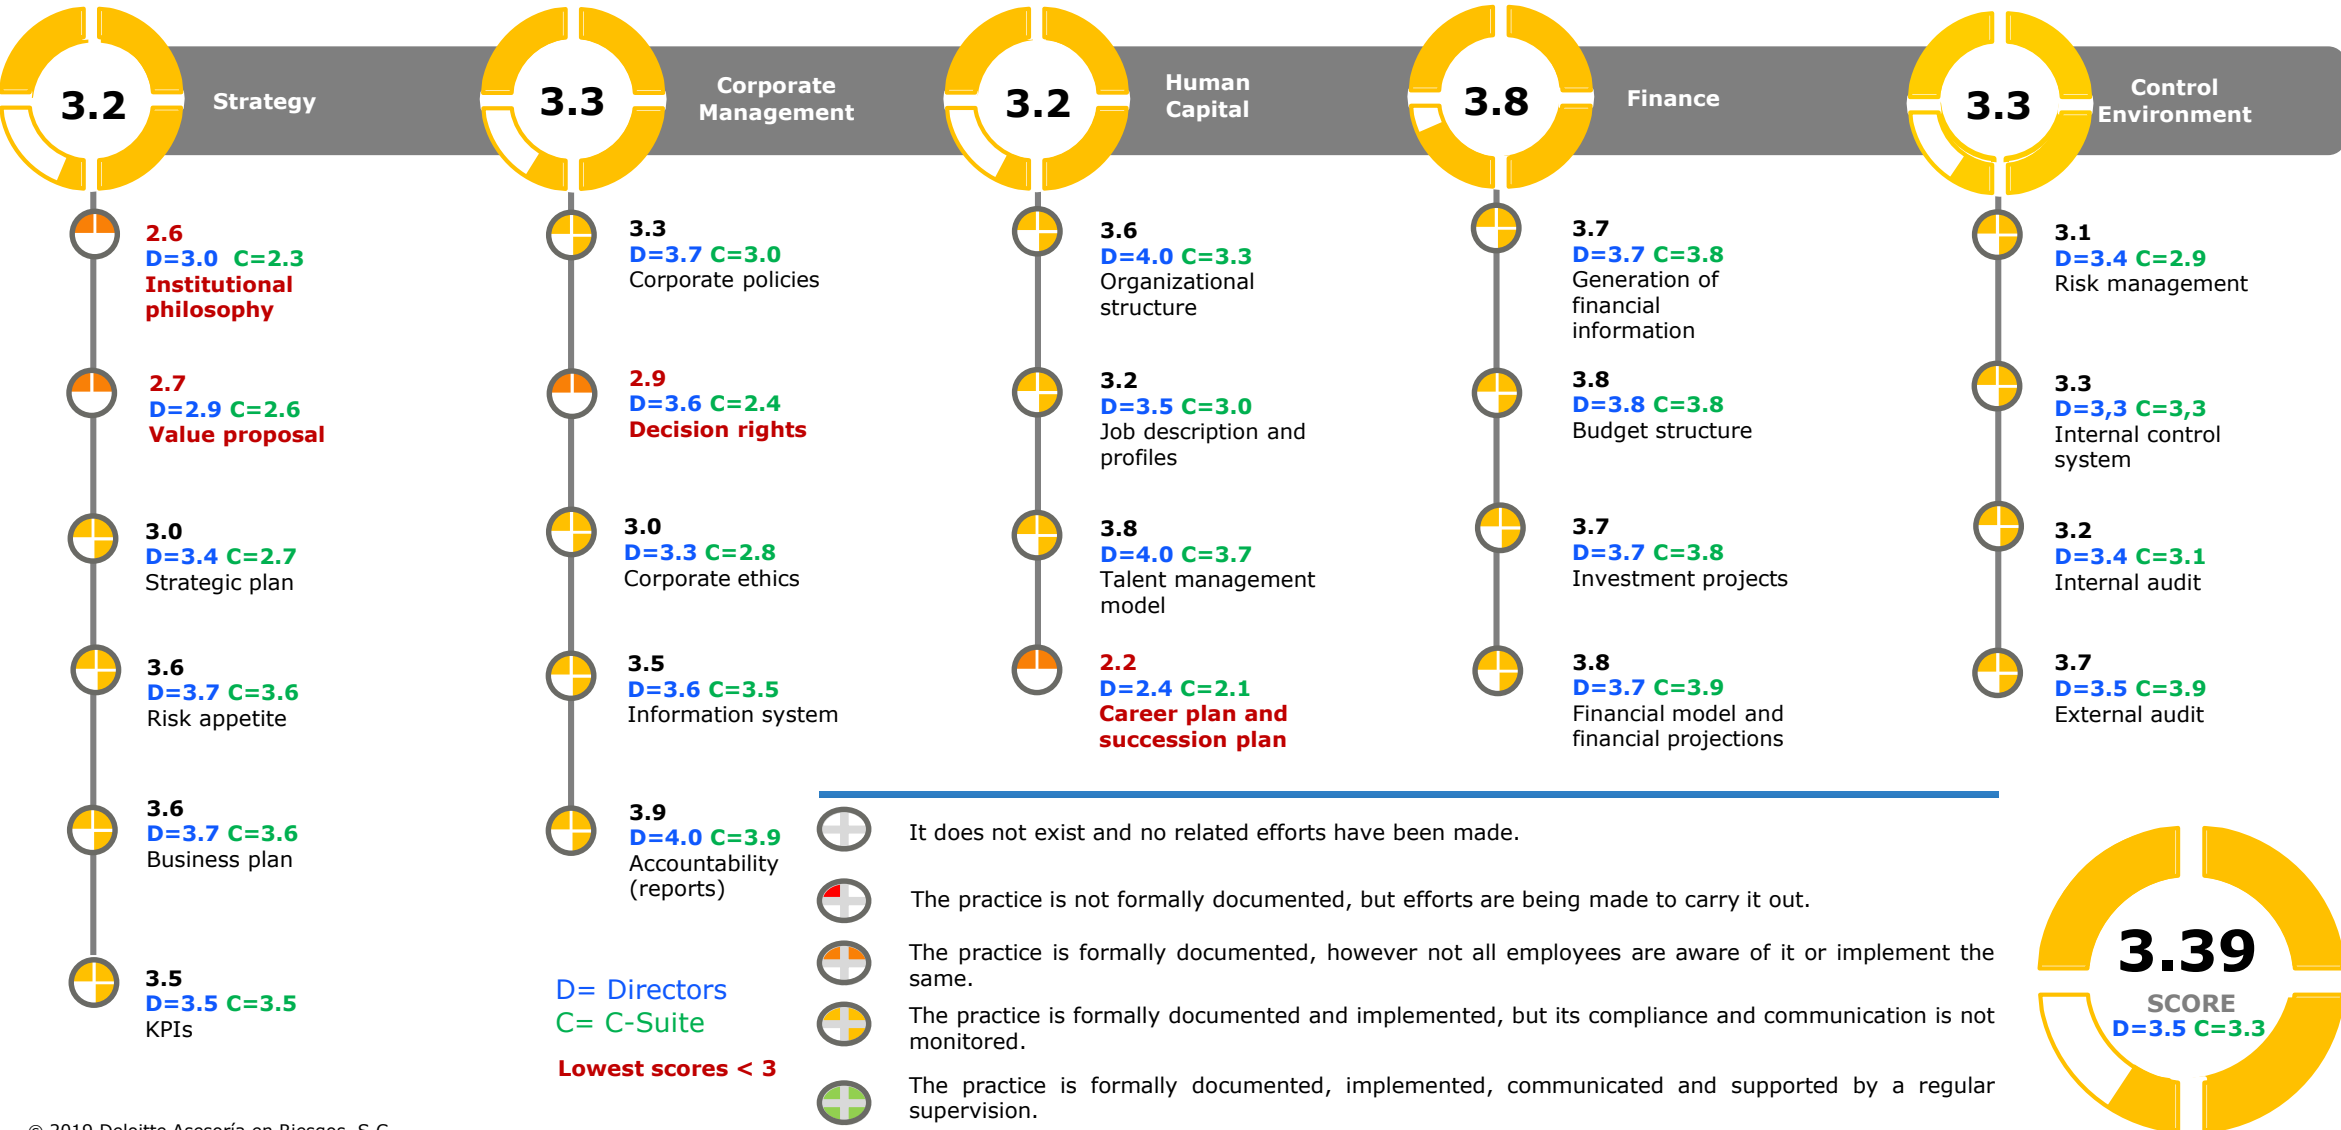 3.2
Strategy
3.3
Corporate
Management
3.2
Human
Capital
3.8
Finance
3.3
Control
Environment
2.6
D=3.0 C=2.3
Institutional
philosophy
2.7
D=2.9 C=2.6
Value proposal
3.0
D=3.4 C=2.7
Strategic plan
3.6
D=3.7 C=3.6
Risk appetite
3.6
D=3.7 C=3.6
Business plan
3.5
D=3.5 C=3.5
KPIs
3.3
D=3.7 C=3.0
Corporate policies
2.9
D=3.6 C=2.4
Decision rights
3.0
D=3.3 C=2.8
Corporate ethics
3.5
D=3.6 C=3.5
Information system
3.9
D=4.0 C=3.9
Accountability
(reports)
3.6
D=4.0 C=3.3
Organizational
structure
3.2
D=3.5 C=3.0
Job description and
profiles
3.8
D=4.0 C=3.7
Talent management
model
2.2
D=2.4 C=2.1
Career plan and
succession plan
3.7
D=3.7 C=3.8
Generation of
financial
information
3.8
D=3.8 C=3.8
Budget structure
3.7
D=3.7 C=3.8
Investment projects
3.8
D=3.7 C=3.9
Financial model and
financial projections
3.1
D=3.4 C=2.9
Risk management
3.3
D=3,3 C=3,3
Internal control
system
3.2
D=3.4 C=3.1
Internal audit
3.7
D=3.5 C=3.9
External audit
D= Directors
C= C-Suite
Lowest scores < 3
It does not exist and no related efforts have been made.
The practice is not formally documented, but efforts are being made to carry it out.
The practice is formally documented, however not all employees are aware of it or implement the
same.
The practice is formally documented and implemented, but its compliance and communication is not
monitored.
The practice is formally documented, implemented, communicated and supported by a regular
supervision.
3.39
SCORE
D=3.5 C=3.3
© 2019 Deloitte Asesoría en Riesgos, S.C.